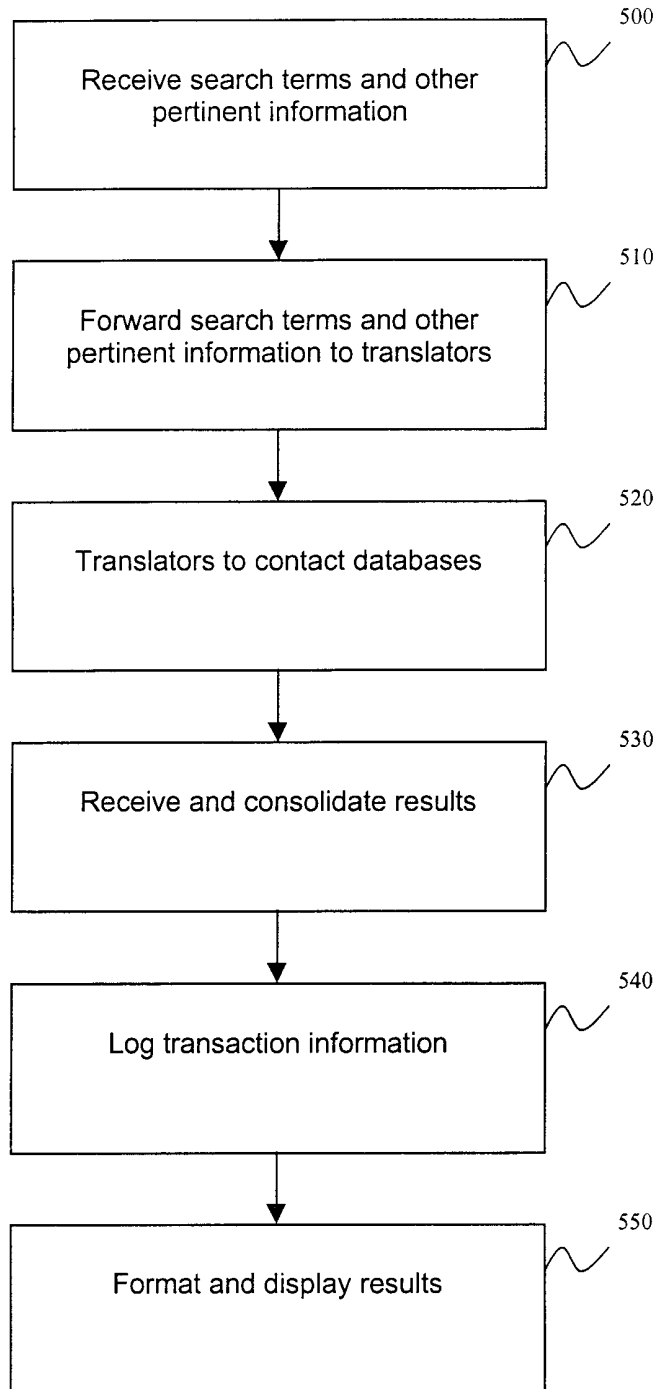 500
Receive search terms and other
pertinent information
510
Forward search terms and other
pertinent information to translators
520
Translators to contact databases
530
Receive and consolidate results
540
Log transaction information
550
Format and display results